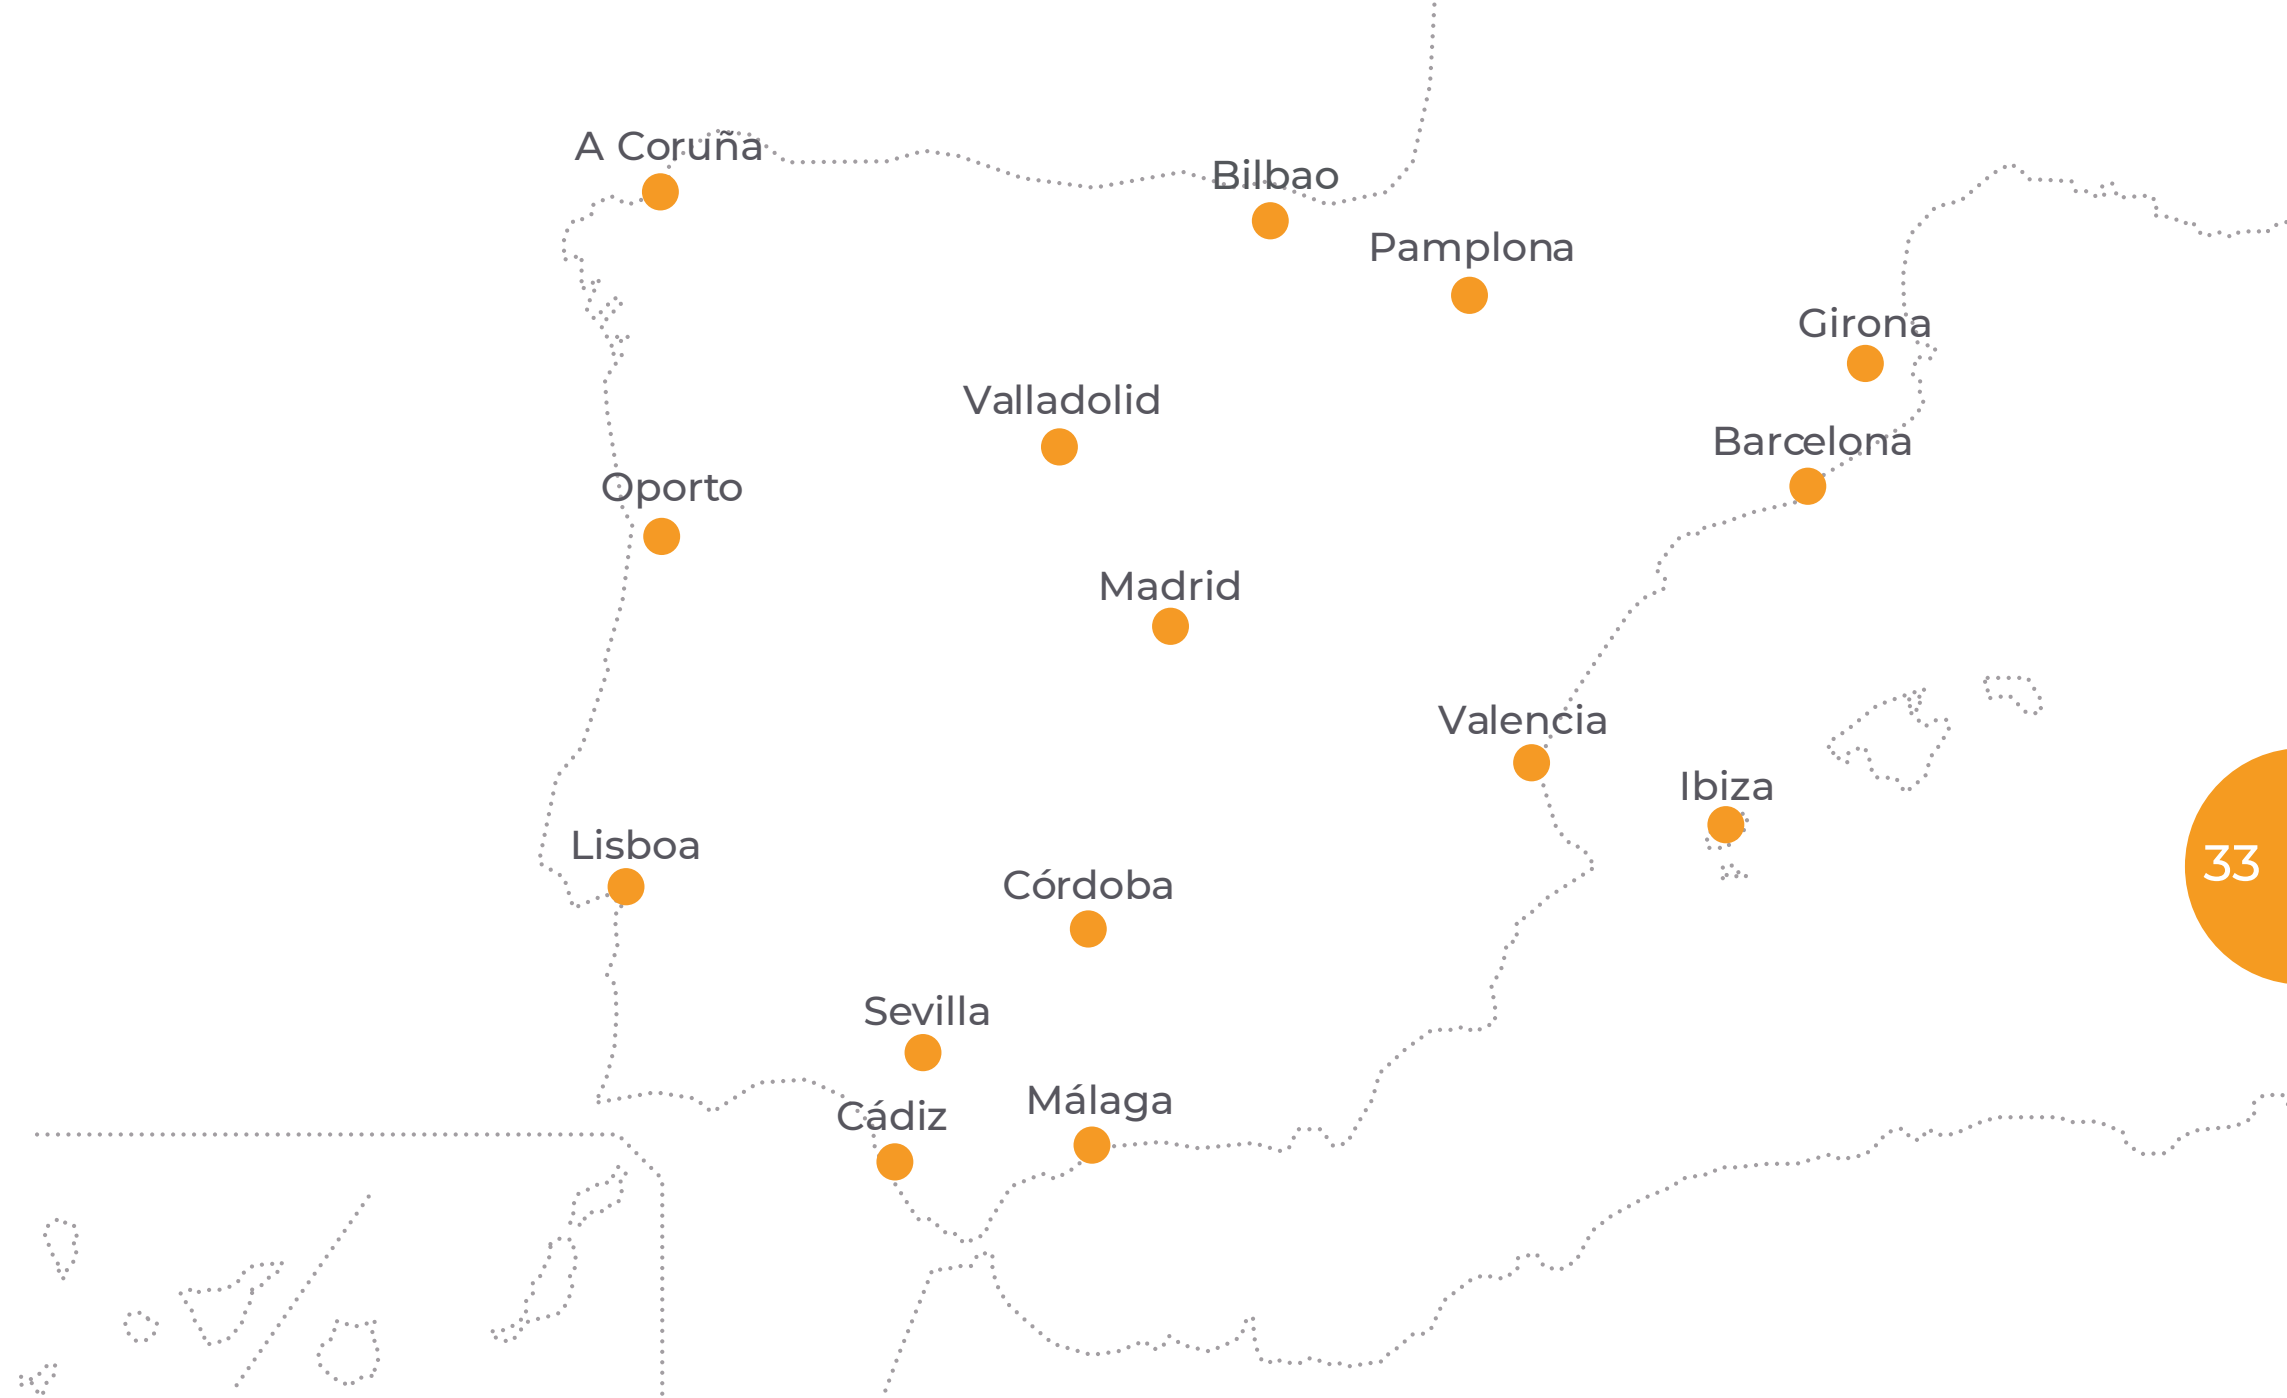 A Coruña
Bilbao
Pamplona
Girona
Valladolid
Barcelona
Oporto
Madrid
Valencia
Ibiza
Lisboa
33
Córdoba
Sevilla
Málaga
Cádiz